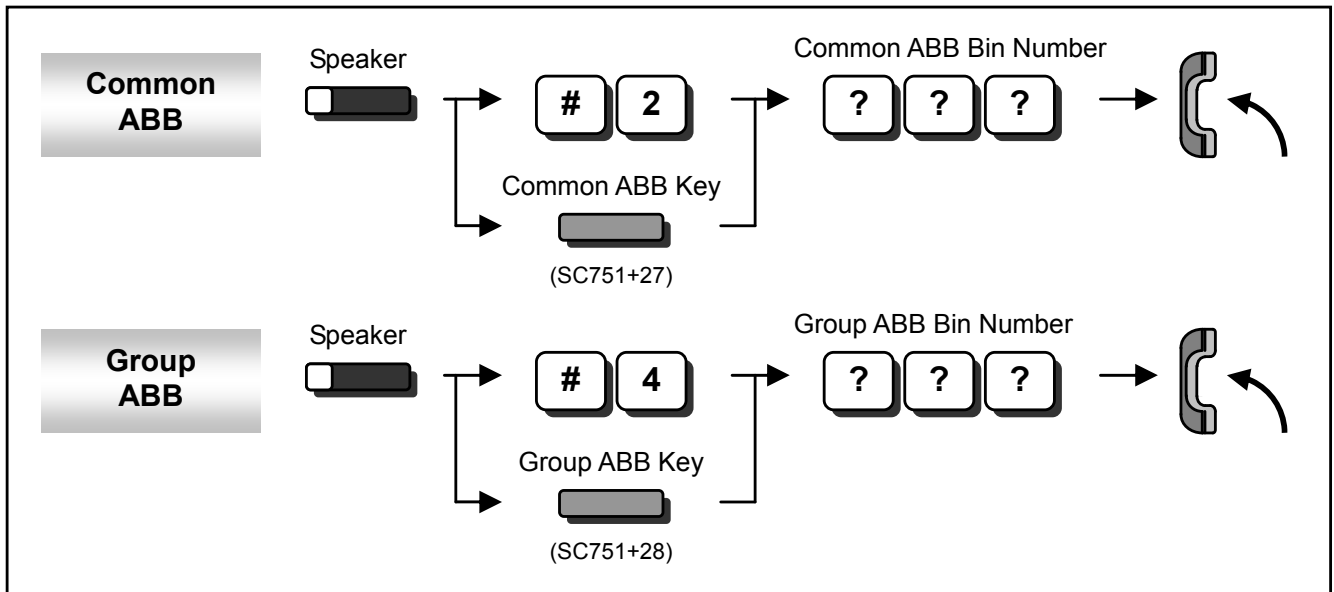 Common
ABB
Speaker
# 2
Common ABB Key
(SC751+27)
Common ABB Bin Number
? ? ?
Group
ABB
Speaker
# 4
Group ABB Key
(SC751+28)
Group ABB Bin Number
? ? ?